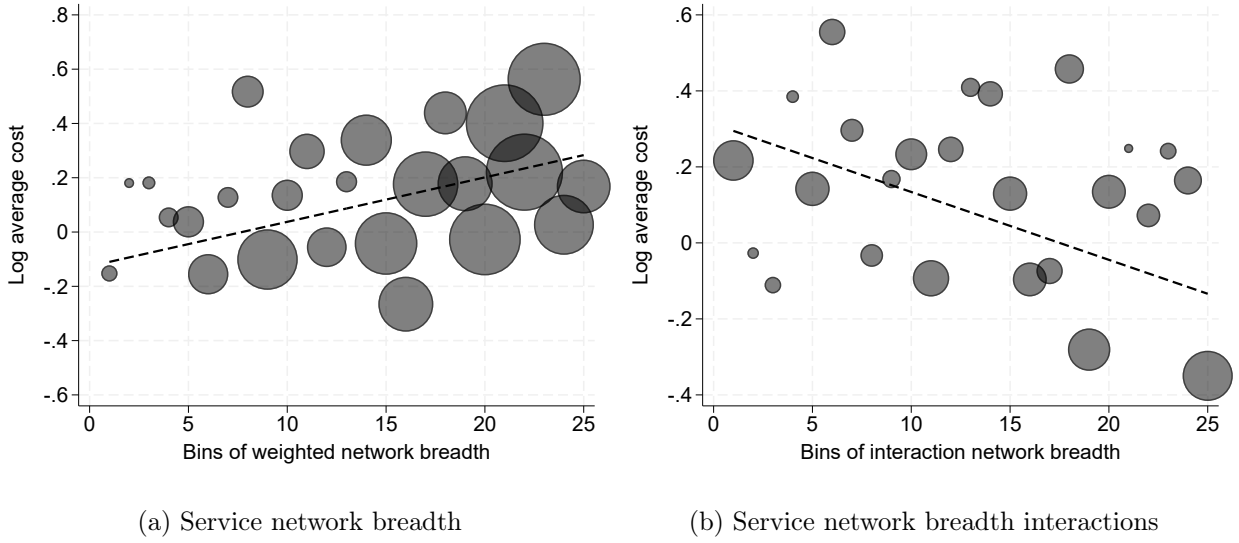 .8
.6
.4
.2
0
-.2
-.4
-.6
Log average cost
0 5 10 15 20 25
Bins of weighted network breadth
(a) Service network breadth
.6
.4
.2
0
-.2
-.4
Log average cost
0 5 10 15 20 25
Bins of interaction network breadth
(b) Service network breadth interactions